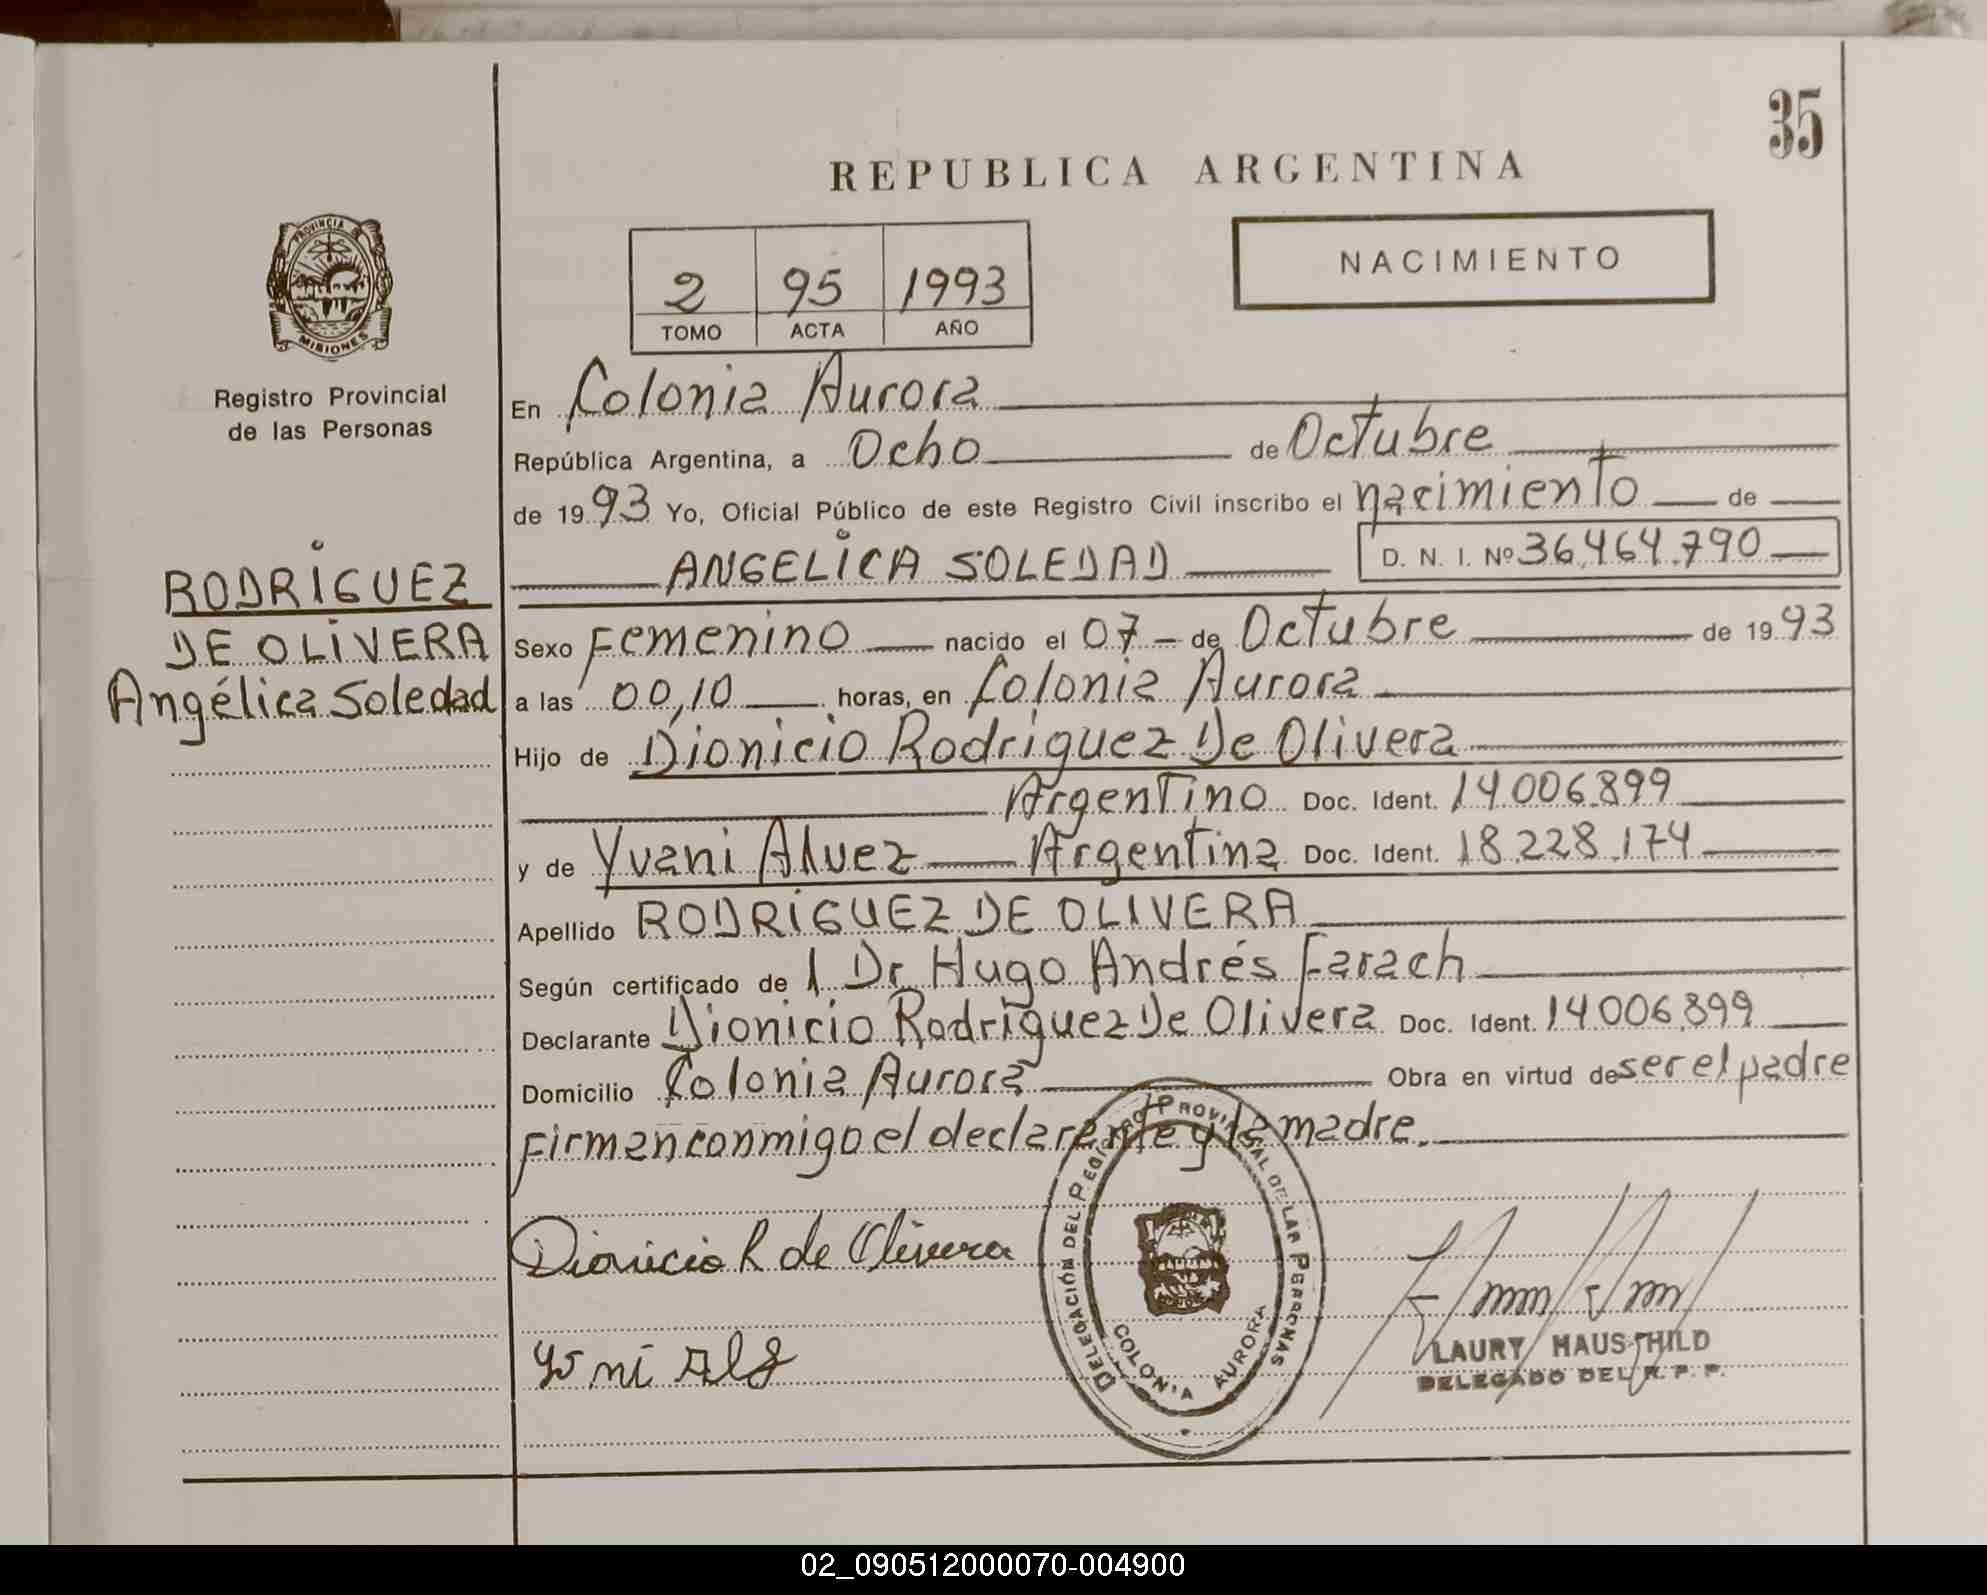 35
REPUBLICA ARGENTINA
PROVINCIA DE
MISIONES
2 95 1993
TOMO ACTA AÑO
NACIMIENTO
Registro Provincial
de las Personas
En Colonia Aurora
República Argentina, a Ocho de Octubre
de 1993 Yo, Oficial Público de este Registro Civil inscribo el nacimiento de
ANGELICA SOLEDAD D. N. I. Nº 36.464.790
RODRIGUEZ
DE OLIVERA
Angélica Soledad
Sexo Femenino nacido el 07 - de Octubre de 1993
a las 00,10 horas, en Colonia Aurora
Hijo de Dionicio Rodriguez De Olivera
Argentino Doc. Ident. 14.006.899
y de Yvani Alvez Argentina Doc. Ident. 18.228.174
Apellido RODRIGUEZ DE OLIVERA
Según certificado de l Dr Hugo Andrés Farach
Declarante Dionicio Rodriguez De Olivera Doc. Ident. 14.006.899
Domicilio Colonia Aurora Obra en virtud de ser el padre
Firman conmigo el declarante y la madre.
Dionicio R de Olivera
DELEGACIÓN DEL REGISTRO PROVINCIAL DE LAS PERSONAS
COLONIA AURORA
LAURY HAUSCHILD
DELEGADO DEL R. P. P.
02_090512000070-004900